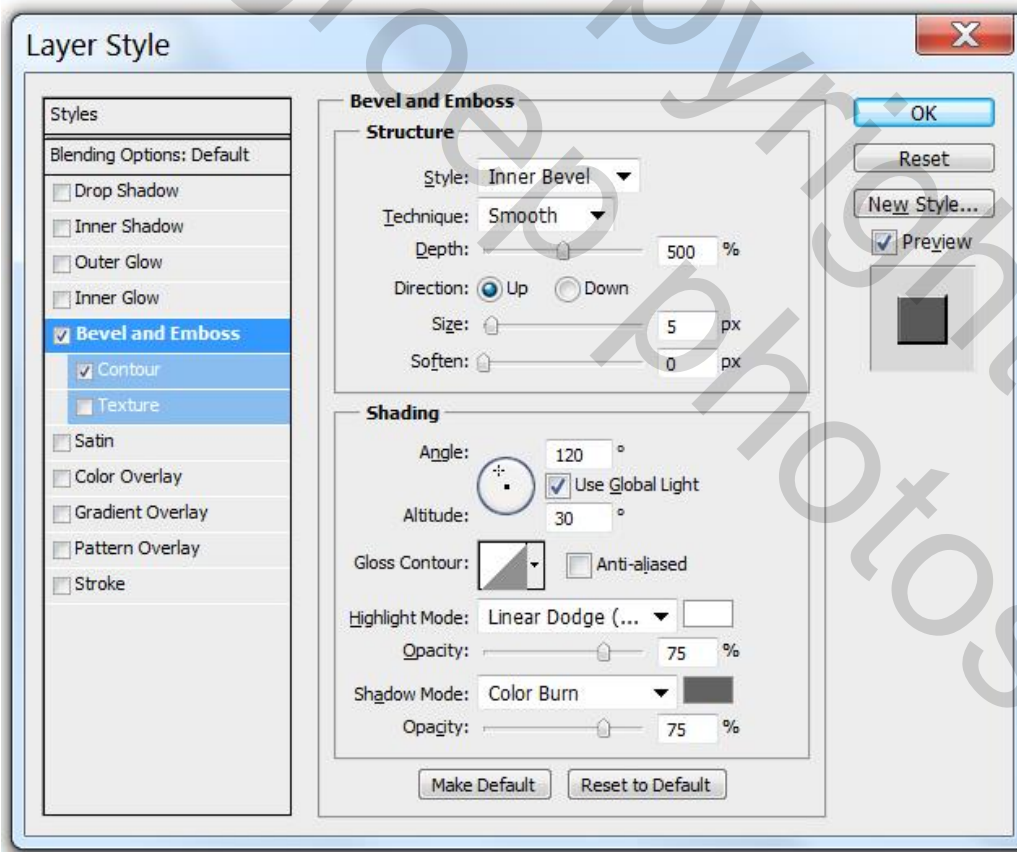 Layer Style
Styles
Blending Options: Default
Drop Shadow
Inner Shadow
Outer Glow
Inner Glow
Bevel and Emboss
Contour
Texture
Satin
Color Overlay
Gradient Overlay
Pattern Overlay
Stroke
Bevel and Emboss
Structure
Style: Inner Bevel
Technique: Smooth
Depth: 500 %
Direction: Up Down
Size: 5 px
Soften: 0 px
Shading
Angle: 120 °
Use Global Light
Altitude: 30 °
Gloss Contour: Anti-aliased
Highlight Mode: Linear Dodge (...
Opacity: 75 %
Shadow Mode: Color Burn
Opacity: 75 %
Make Default Reset to Default
OK
Reset
New Style...
Preview
photos